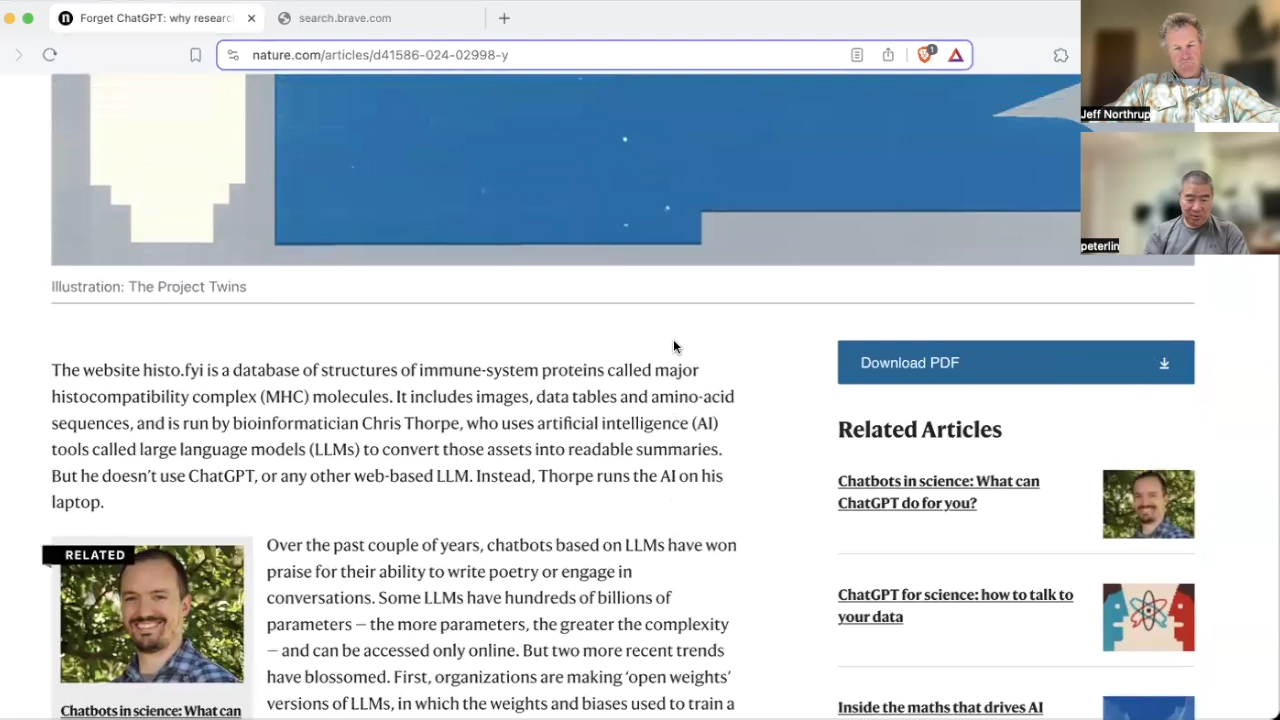 Forget ChatGPT: why researc
search.brave.com
nature.com/articles/d41586-024-02998-y
1
Jeff Northrup
peterlin
Illustration: The Project Twins
The website histo.fyi is a database of structures of immune-system proteins called major
histocompatibility complex (MHC) molecules. It includes images, data tables and amino-acid
sequences, and is run by bioinformatician Chris Thorpe, who uses artificial intelligence (AI)
tools called large language models (LLMs) to convert those assets into readable summaries.
But he doesn’t use ChatGPT, or any other web-based LLM. Instead, Thorpe runs the AI on his
laptop.
RELATED
Chatbots in science: What can
Over the past couple of years, chatbots based on LLMs have won
praise for their ability to write poetry or engage in
conversations. Some LLMs have hundreds of billions of
parameters — the more parameters, the greater the complexity
— and can be accessed only online. But two more recent trends
have blossomed. First, organizations are making ‘open weights’
versions of LLMs, in which the weights and biases used to train a
Download PDF
Related Articles
Chatbots in science: What can
ChatGPT do for you?
ChatGPT for science: how to talk to
your data
Inside the maths that drives AI